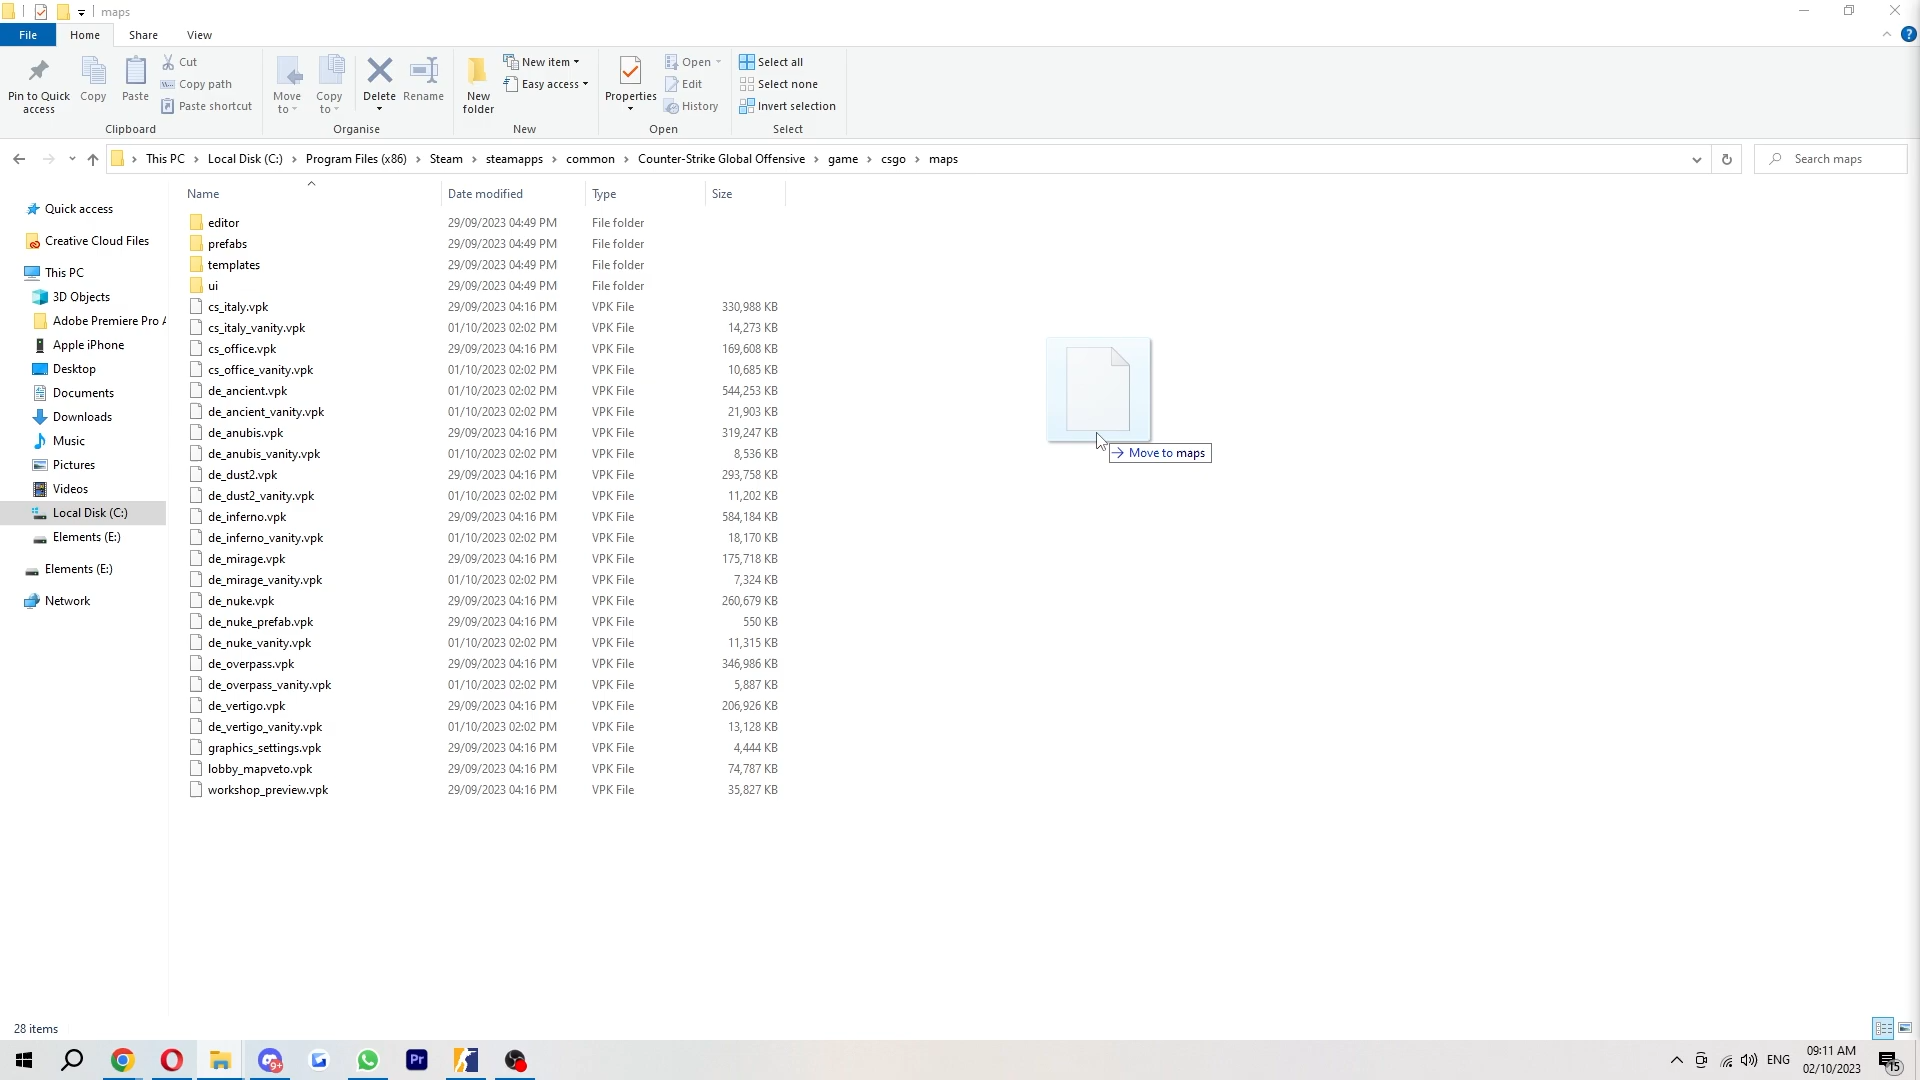 maps
File Home Share View
Pin to Quick access
Copy
Paste
Cut
Copy path
Paste shortcut
Clipboard
Move to
Copy to
Delete
Rename
Organise
New folder
New item
Easy access
New
Properties
Open
Edit
History
Open
Select all
Select none
Invert selection
Select
This PC Local Disk (C:) Program Files (x86) Steam steamapps common Counter-Strike Global Offensive game csgo maps
Search maps
Quick access
Creative Cloud Files
This PC
3D Objects
Adobe Premiere Pro A
Apple iPhone
Desktop
Documents
Downloads
Music
Pictures
Videos
Local Disk (C:)
Elements (E:)
Elements (E:)
Network
Name Date modified Type Size
editor 29/09/2023 04:49 PM File folder
prefabs 29/09/2023 04:49 PM File folder
templates 29/09/2023 04:49 PM File folder
ui 29/09/2023 04:49 PM File folder
cs_italy.vpk 29/09/2023 04:16 PM VPK File 330,988 KB
cs_italy_vanity.vpk 01/10/2023 02:02 PM VPK File 14,273 KB
cs_office.vpk 29/09/2023 04:16 PM VPK File 169,608 KB
cs_office_vanity.vpk 01/10/2023 02:02 PM VPK File 10,685 KB
de_ancient.vpk 01/10/2023 02:02 PM VPK File 544,253 KB
de_ancient_vanity.vpk 01/10/2023 02:02 PM VPK File 21,903 KB
de_anubis.vpk 29/09/2023 04:16 PM VPK File 319,247 KB
de_anubis_vanity.vpk 01/10/2023 02:02 PM VPK File 8,536 KB
de_dust2.vpk 29/09/2023 04:16 PM VPK File 293,758 KB
de_dust2_vanity.vpk 01/10/2023 02:02 PM VPK File 11,202 KB
de_inferno.vpk 29/09/2023 04:16 PM VPK File 584,184 KB
de_inferno_vanity.vpk 01/10/2023 02:02 PM VPK File 18,170 KB
de_mirage.vpk 29/09/2023 04:16 PM VPK File 175,718 KB
de_mirage_vanity.vpk 01/10/2023 02:02 PM VPK File 7,324 KB
de_nuke.vpk 29/09/2023 04:16 PM VPK File 260,679 KB
de_nuke_prefab.vpk 29/09/2023 04:16 PM VPK File 550 KB
de_nuke_vanity.vpk 01/10/2023 02:02 PM VPK File 11,315 KB
de_overpass.vpk 29/09/2023 04:16 PM VPK File 346,986 KB
de_overpass_vanity.vpk 01/10/2023 02:02 PM VPK File 5,887 KB
de_vertigo.vpk 29/09/2023 04:16 PM VPK File 206,926 KB
de_vertigo_vanity.vpk 01/10/2023 02:02 PM VPK File 13,128 KB
graphics_settings.vpk 29/09/2023 04:16 PM VPK File 4,444 KB
lobby_mapveto.vpk 29/09/2023 04:16 PM VPK File 74,787 KB
workshop_preview.vpk 29/09/2023 04:16 PM VPK File 35,827 KB
Move to maps
28 items
9+
Pr
ENG
09:11 AM
02/10/2023
15